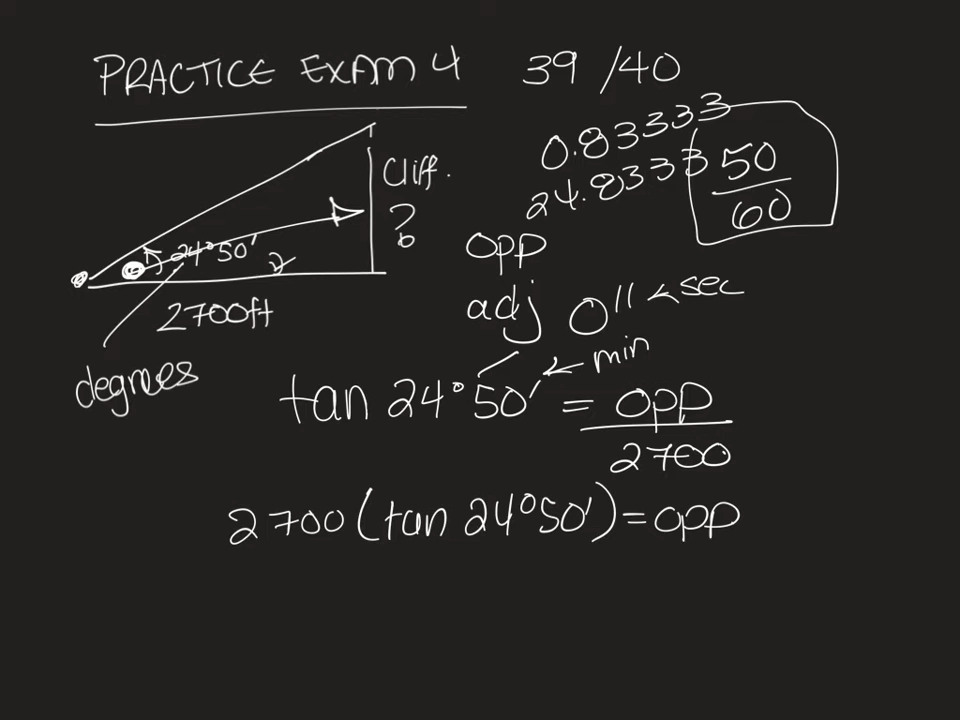 PRACTICE EXAM 4 39/40
0.83333
24.8333
50
60
Cliff.
?
24°50'
2700ft
degrees
opp
adj
0'' ← sec
← min
tan 24°50' = opp
2700
2700(tan 24°50') = opp